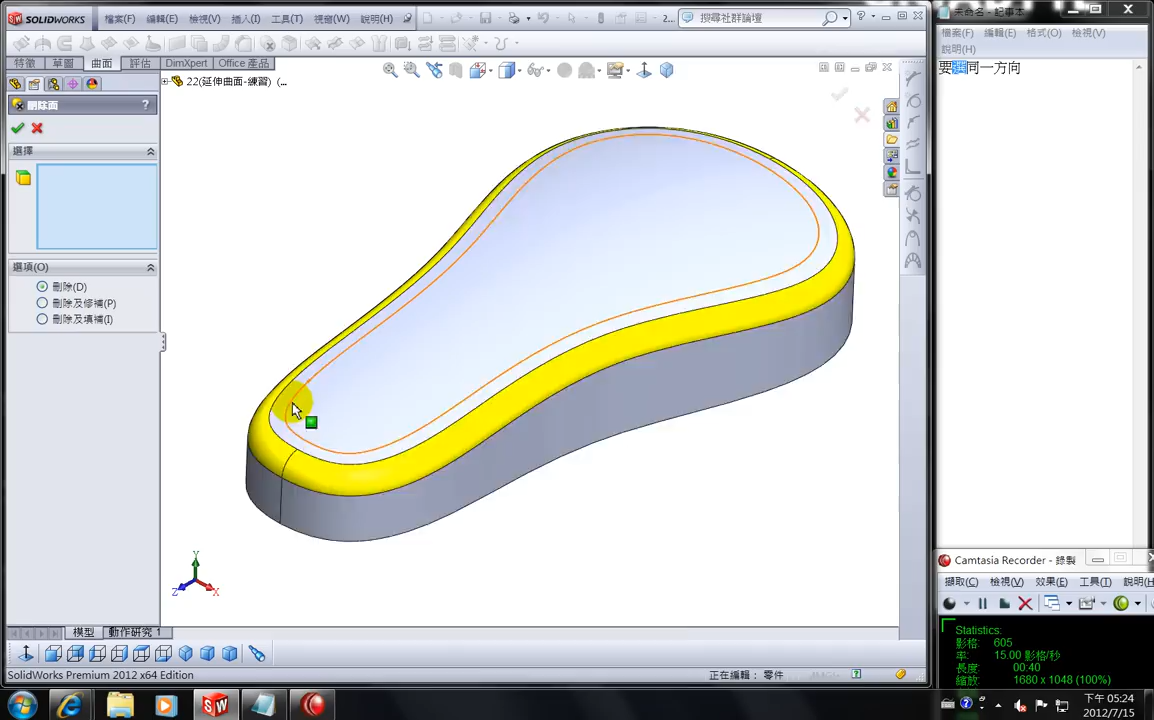 SOLIDWORKS 檔案(F) 編輯(E) 檢視(V) 插入(I) 工具(T) 視窗(W) 說明(H) 2... 搜尋社群論壇
特徵 草圖 曲面 評估 DimXpert Office 產品
22(延伸曲面-練習) (...
刪除面 ?
選擇
選項(O)
刪除(D)
刪除及修補(P)
刪除及填補(I)
Y
Z X
模型 動作研究 1
SolidWorks Premium 2012 x64 Edition 正在編輯: 零件
未命名 - 記事本
檔案(F) 編輯(E) 格式(O) 檢視(V)
說明(H)
要選同一方向
Camtasia Recorder - 錄製
擷取(C) 檢視(V) 效果(E) 工具(T) 說明(H)
Statistics:
影格: 605
率: 15.00 影格/秒
長度: 00:40
縮放: 1680 x 1048 (100%)
下午 05:24
2012/7/15